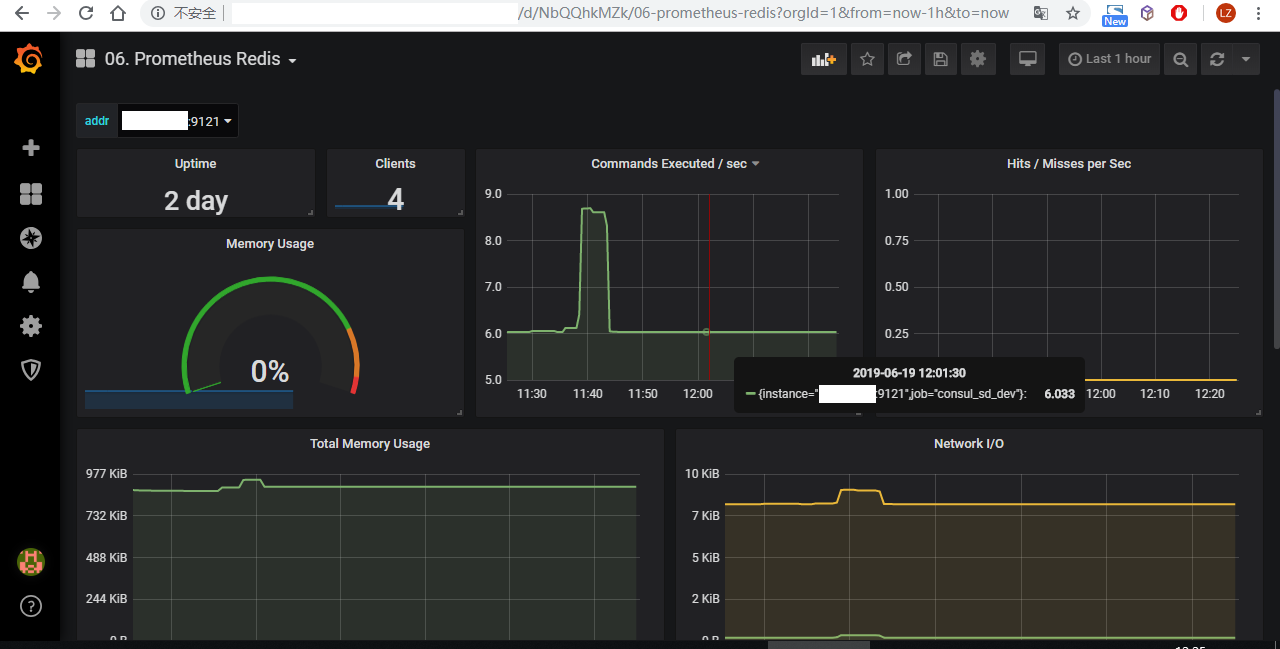 不安全 /d/NbQQhkMZk/06-prometheus-redis?orgId=1&from=now-1h&to=now
New
LZ
06. Prometheus Redis
Last 1 hour
addr :9121
Uptime
2 day
Clients
4
Memory Usage
0%
Commands Executed / sec
9.0
8.0
7.0
6.0
5.0
11:30 11:40 11:50 12:00
Hits / Misses per Sec
1.00
0.75
0.50
0.25
12:00 12:10 12:20
2019-06-19 12:01:30
{instance=" :9121",job="consul_sd_dev"}: 6.033
Total Memory Usage
977 KiB
732 KiB
488 KiB
244 KiB
0 B
Network I/O
10 KiB
7 KiB
5 KiB
2 KiB
0 B